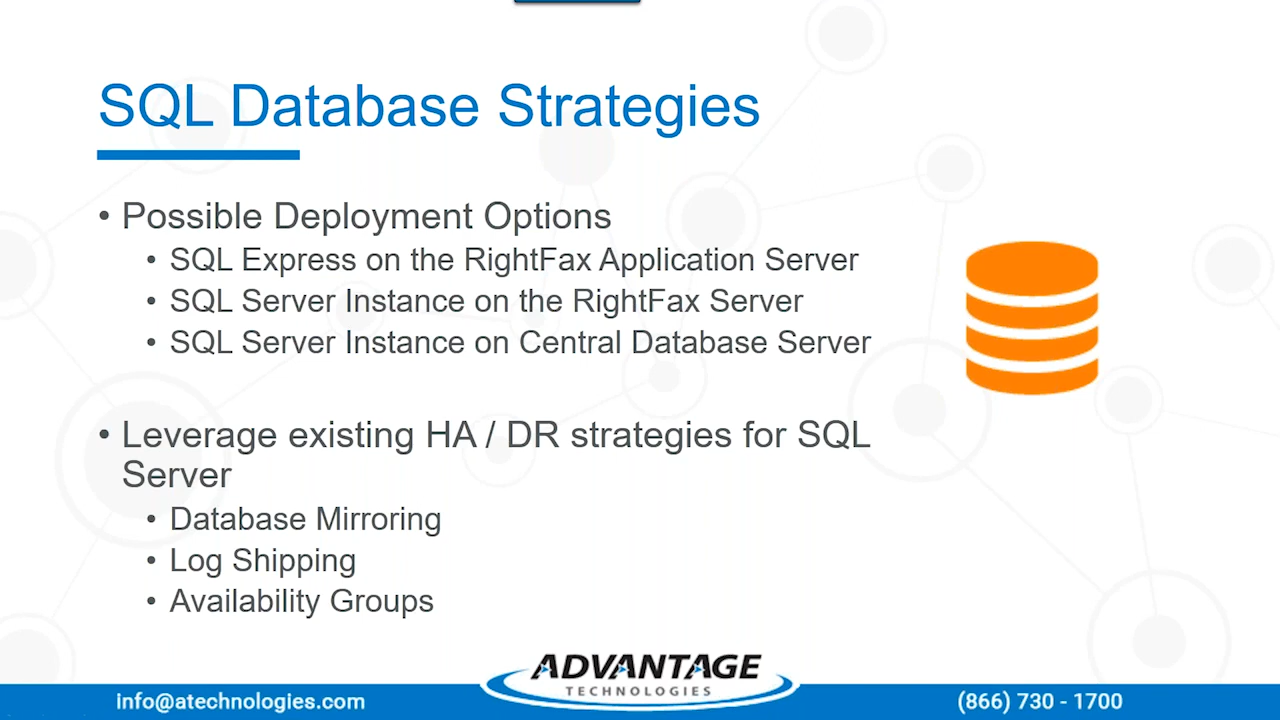 SQL Database Strategies
• Possible Deployment Options
• SQL Express on the RightFax Application Server
• SQL Server Instance on the RightFax Server
• SQL Server Instance on Central Database Server
• Leverage existing HA / DR strategies for SQL
Server
• Database Mirroring
• Log Shipping
• Availability Groups
ADVANTAGE
TECHNOLOGIES
info@atechnologies.com
(866) 730 - 1700